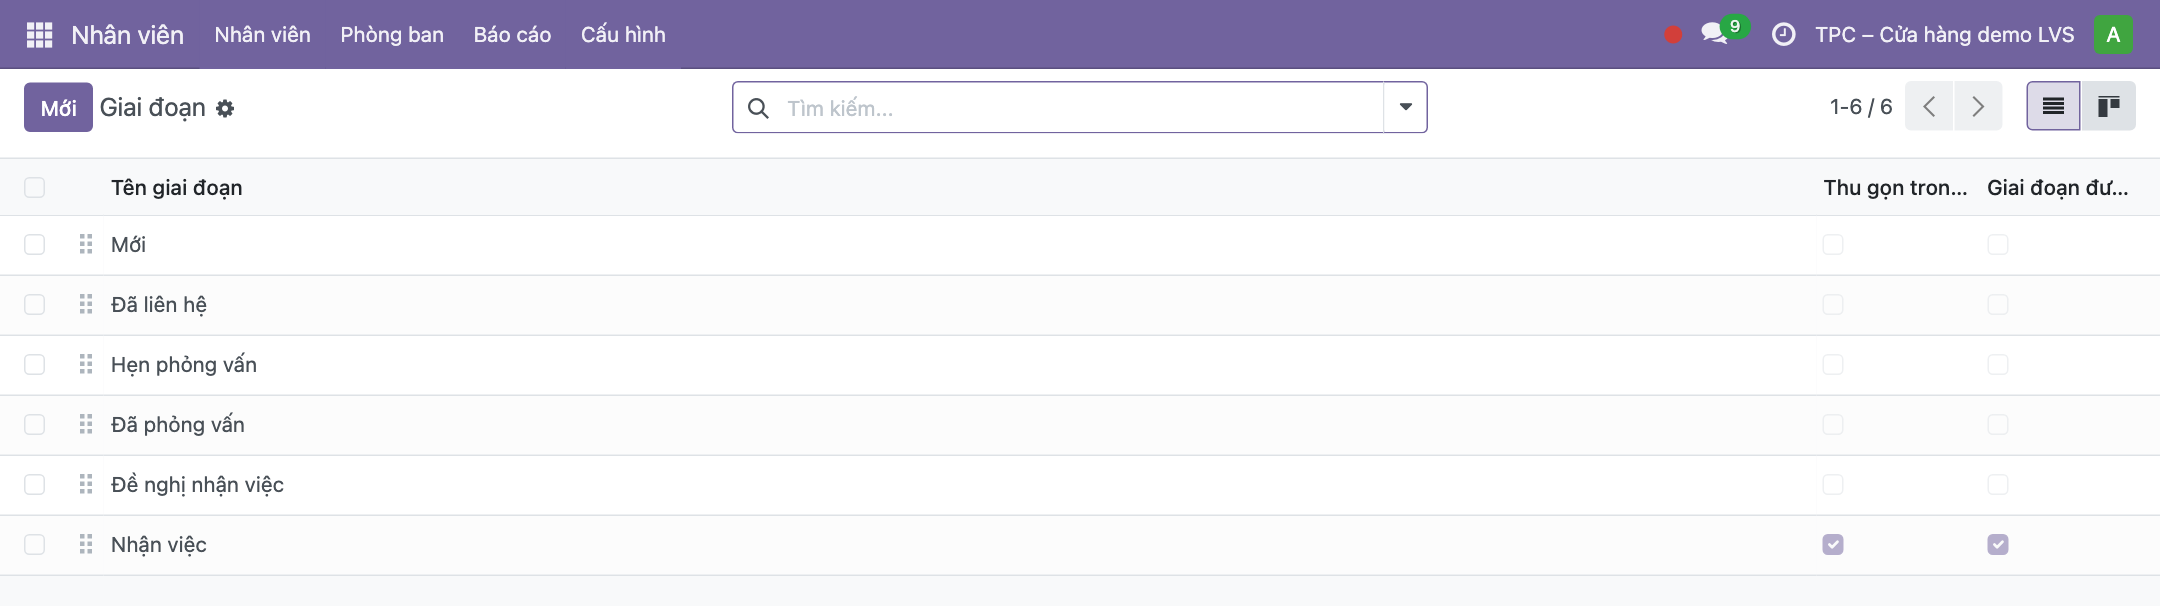 Nhân viên Nhân viên Phòng ban Báo cáo Cấu hình 9 TPC – Cửa hàng demo LVS A
Mới Giai đoạn Tìm kiếm... 1-6 / 6
Tên giai đoạn Thu gọn tron... Giai đoạn đư...
Mới
Đã liên hệ
Hẹn phỏng vấn
Đã phỏng vấn
Đề nghị nhận việc
Nhận việc